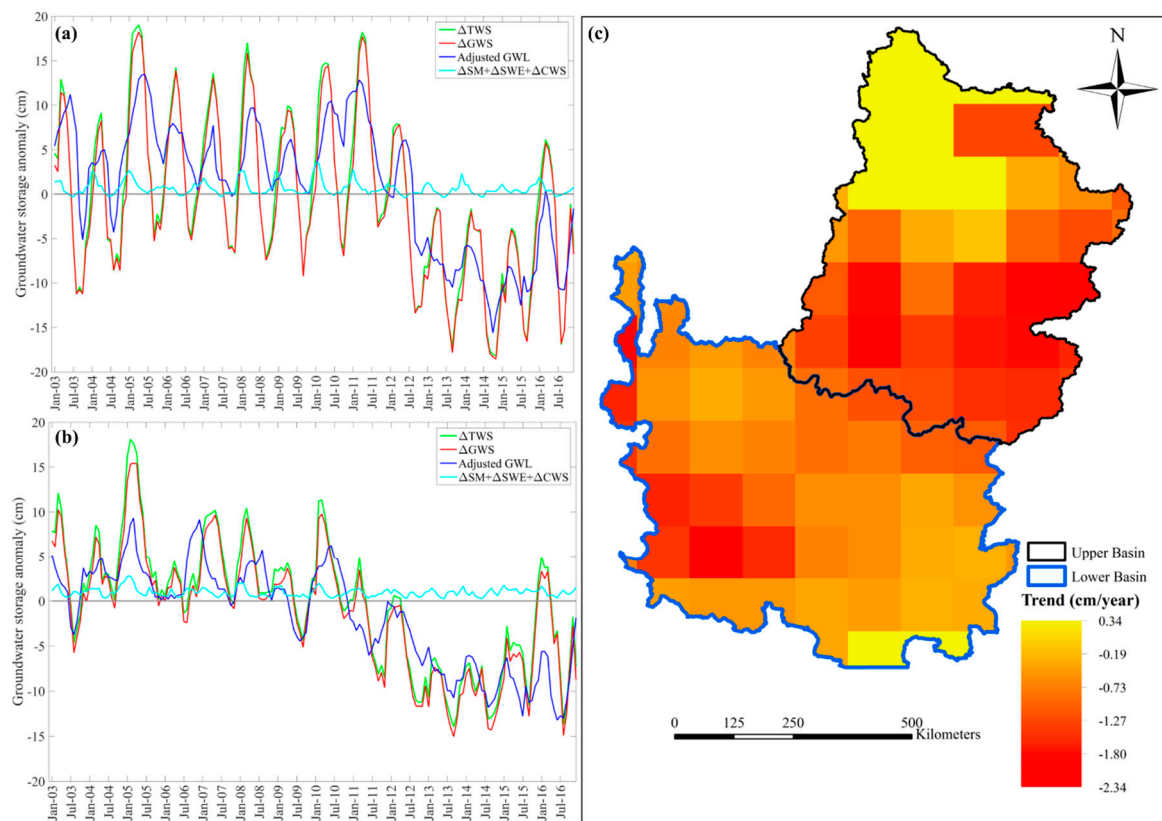 (a)
ΔTWS
ΔGWS
Adjusted GWL
ΔSM+ΔSWE+ΔCWS
Groundwater storage anomaly (cm)
20
15
10
5
0
-5
-10
-15
-20
Jan-03
Jul-03
Jan-04
Jul-04
Jan-05
Jul-05
Jan-06
Jul-06
Jan-07
Jul-07
Jan-08
Jul-08
Jan-09
Jul-09
Jan-10
Jul-10
Jan-11
Jul-11
Jan-12
Jul-12
Jan-13
Jul-13
Jan-14
Jul-14
Jan-15
Jul-15
Jan-16
Jul-16
(b)
ΔTWS
ΔGWS
Adjusted GWL
ΔSM+ΔSWE+ΔCWS
Groundwater storage anomaly (cm)
20
15
10
5
0
-5
-10
-15
-20
Jan-03
Jul-03
Jan-04
Jul-04
Jan-05
Jul-05
Jan-06
Jul-06
Jan-07
Jul-07
Jan-08
Jul-08
Jan-09
Jul-09
Jan-10
Jul-10
Jan-11
Jul-11
Jan-12
Jul-12
Jan-13
Jul-13
Jan-14
Jul-14
Jan-15
Jul-15
Jan-16
Jul-16
(c)
N
Upper Basin
Lower Basin
Trend (cm/year)
0.34
-0.19
-0.73
-1.27
-1.80
-2.34
0 125 250 500
Kilometers